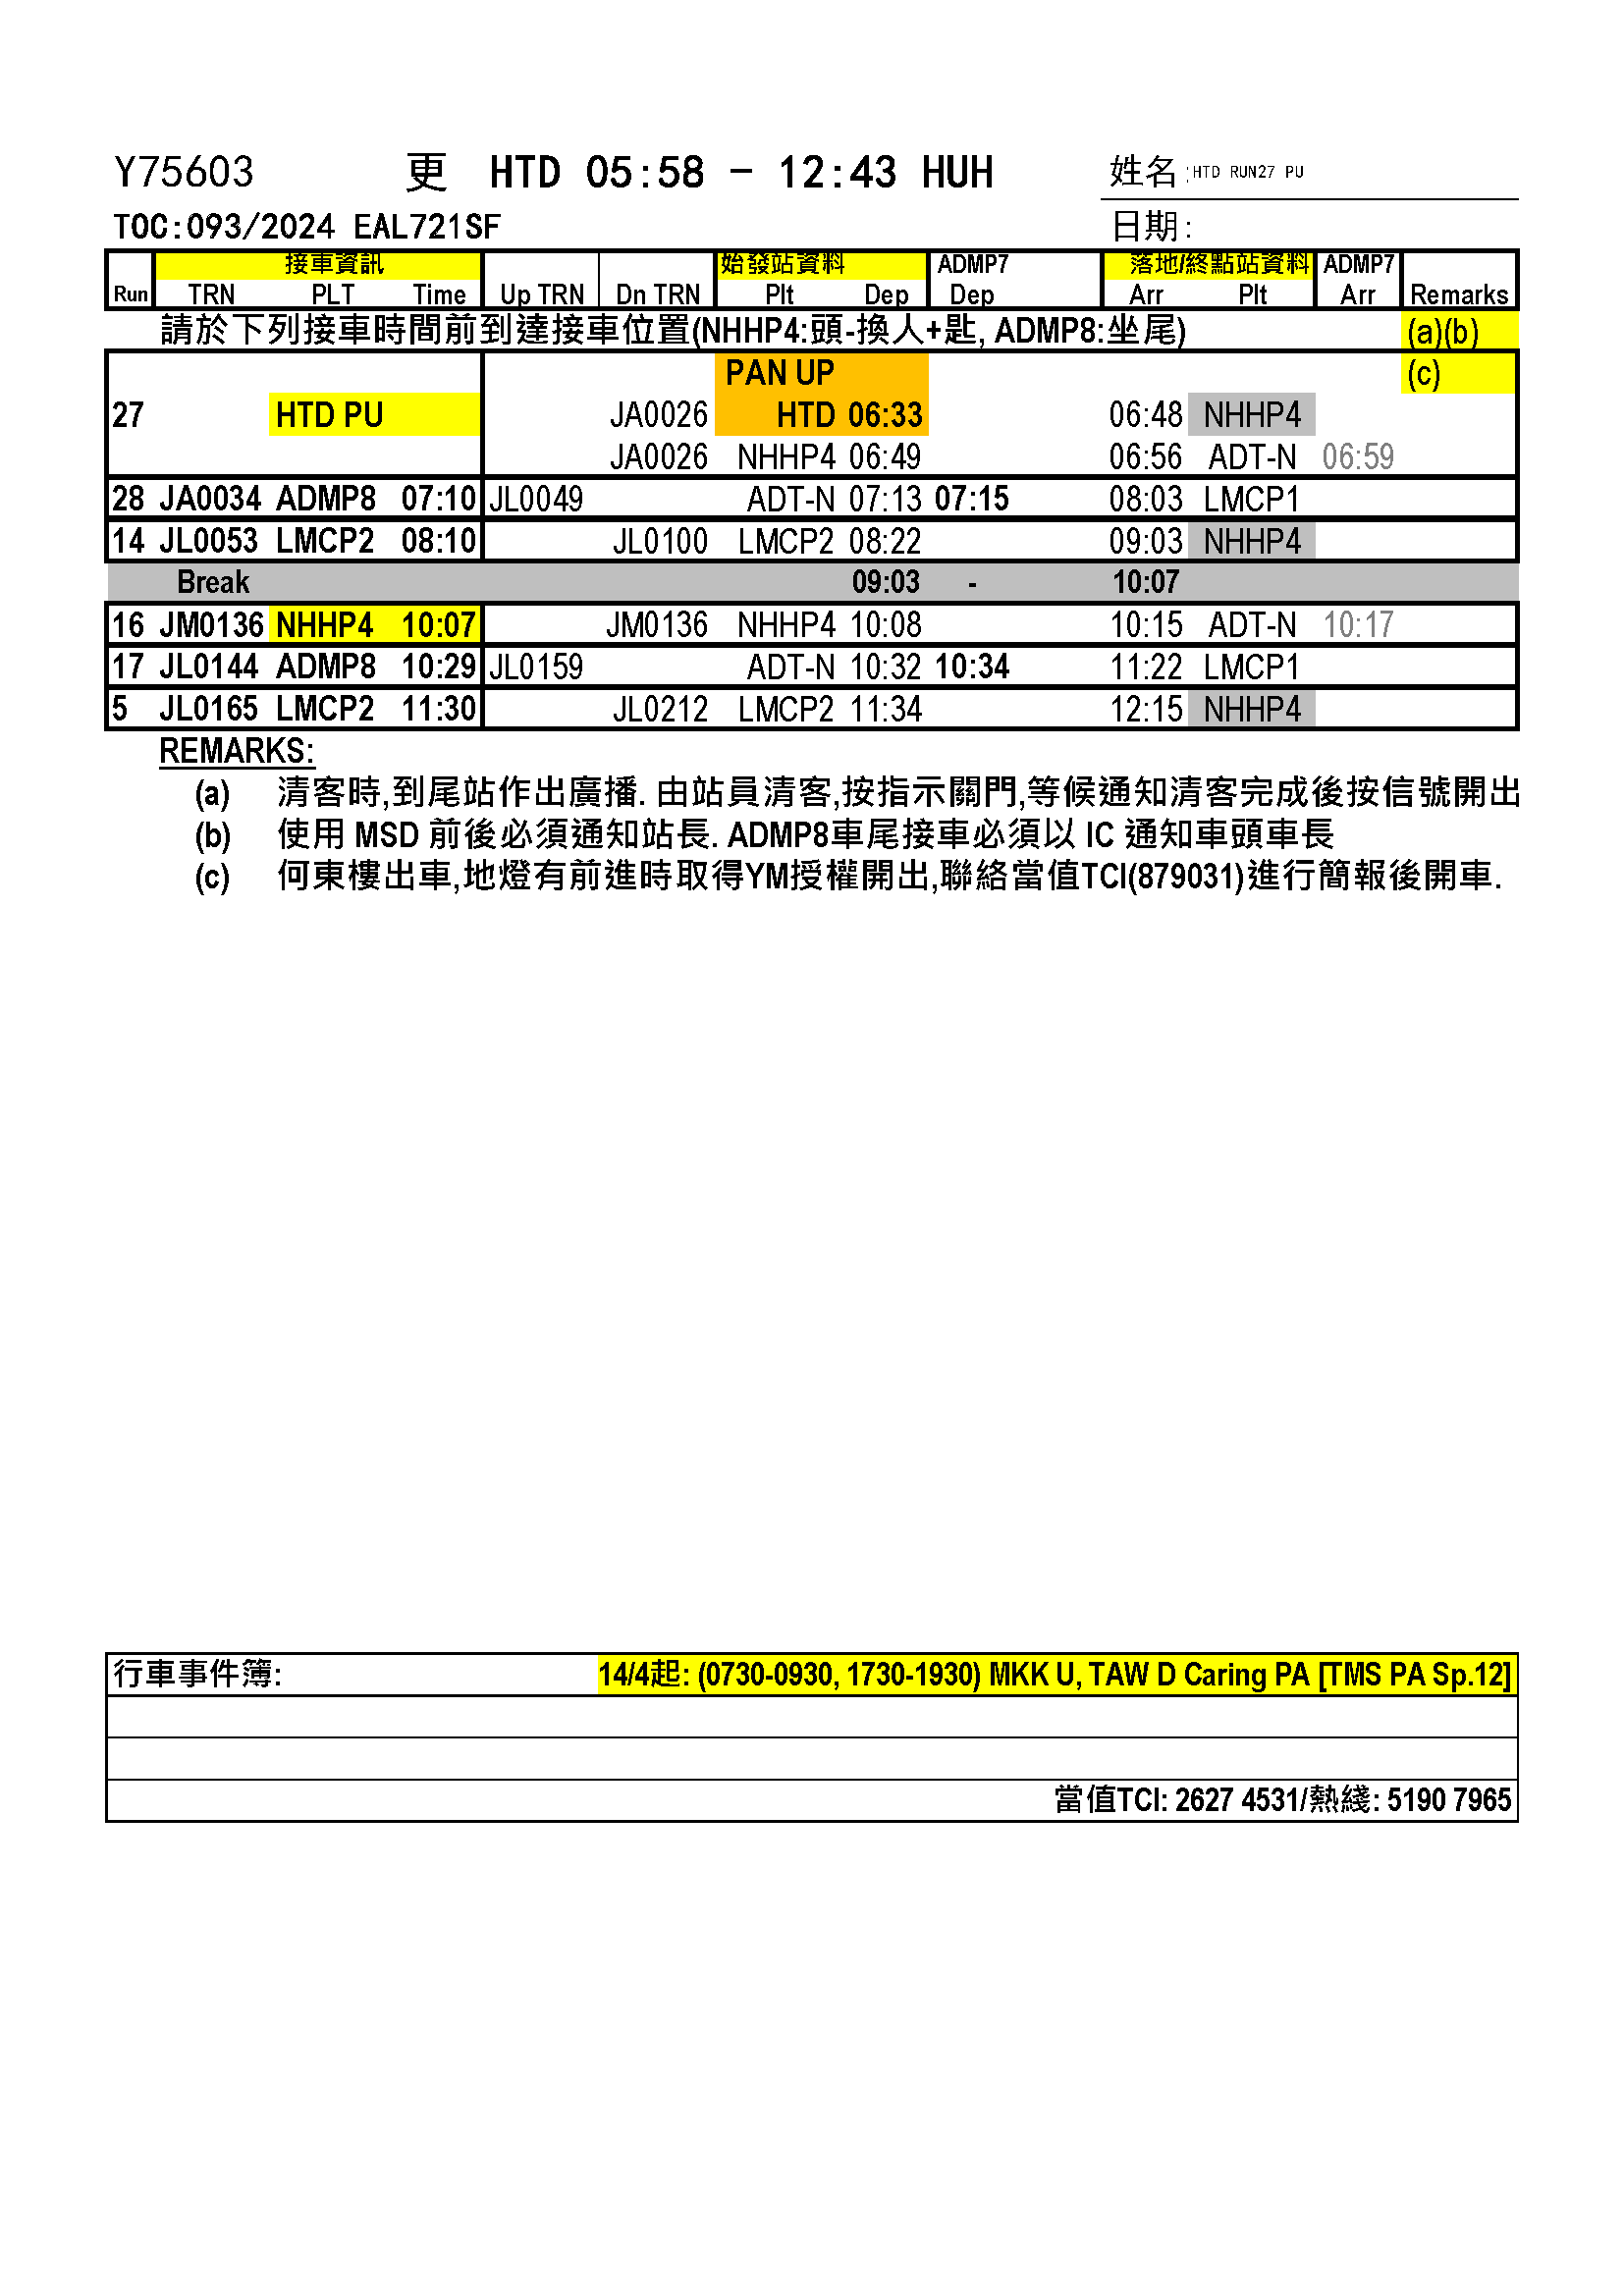 Y75603 更 HTD 05:58 - 12:43 HUH 姓名:HTD RUN27 PU
TOC:093/2024 EAL721SF 日期:
接車資訊 始發站資料 ADMP7 落地/終點站資料 ADMP7
Run TRN PLT Time Up TRN Dn TRN Plt Dep Dep Arr Plt Arr Remarks
請於下列接車時間前到達接車位置(NHHP4:頭-換人+匙, ADMP8:坐尾) (a)(b)
PAN UP (c)
27 HTD PU JA0026 HTD 06:33 06:48 NHHP4
JA0026 NHHP4 06:49 06:56 ADT-N 06:59
28 JA0034 ADMP8 07:10 JL0049 ADT-N 07:13 07:15 08:03 LMCP1
14 JL0053 LMCP2 08:10 JL0100 LMCP2 08:22 09:03 NHHP4
Break 09:03 - 10:07
16 JM0136 NHHP4 10:07 JM0136 NHHP4 10:08 10:15 ADT-N 10:17
17 JL0144 ADMP8 10:29 JL0159 ADT-N 10:32 10:34 11:22 LMCP1
5 JL0165 LMCP2 11:30 JL0212 LMCP2 11:34 12:15 NHHP4
REMARKS:
(a) 清客時,到尾站作出廣播. 由站員清客,按指示關門,等候通知清客完成後按信號開出
(b) 使用 MSD 前後必須通知站長. ADMP8車尾接車必須以 IC 通知車頭車長
(c) 何東樓出車,地燈有前進時取得YM授權開出,聯絡當值TCI(879031)進行簡報後開車.
行車事件簿: 14/4起: (0730-0930, 1730-1930) MKK U, TAW D Caring PA [TMS PA Sp.12]
當值TCI: 2627 4531/熱綫: 5190 7965